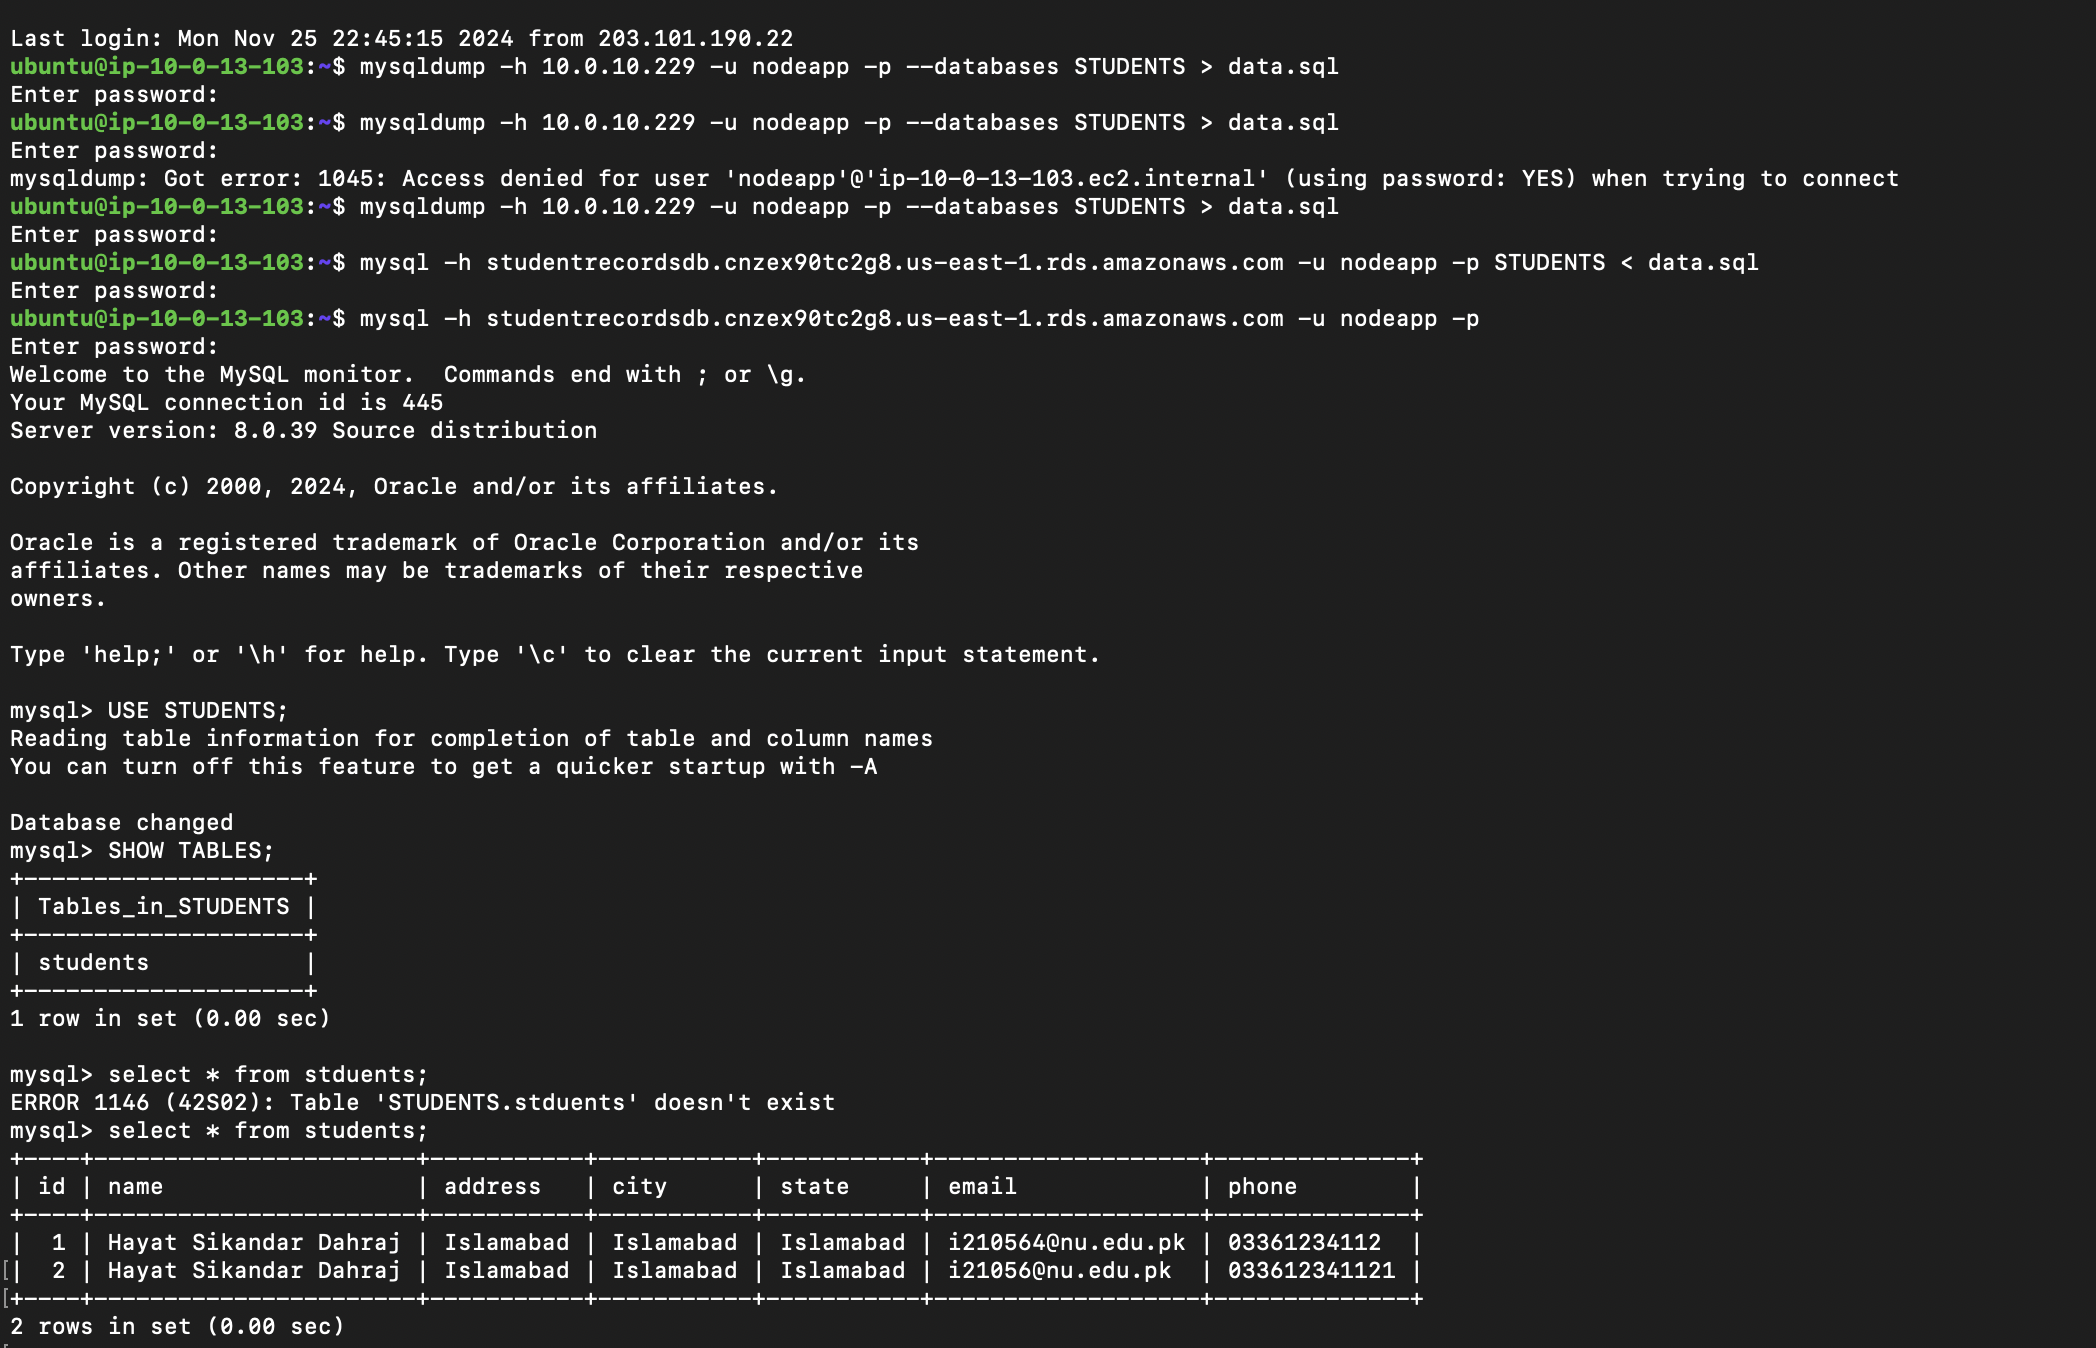 Last login: Mon Nov 25 22:45:15 2024 from 203.101.190.22
ubuntu@ip-10-0-13-103:~$ mysqldump -h 10.0.10.229 -u nodeapp -p --databases STUDENTS > data.sql
Enter password:
ubuntu@ip-10-0-13-103:~$ mysqldump -h 10.0.10.229 -u nodeapp -p --databases STUDENTS > data.sql
Enter password:
mysqldump: Got error: 1045: Access denied for user 'nodeapp'@'ip-10-0-13-103.ec2.internal' (using password: YES) when trying to connect
ubuntu@ip-10-0-13-103:~$ mysqldump -h 10.0.10.229 -u nodeapp -p --databases STUDENTS > data.sql
Enter password:
ubuntu@ip-10-0-13-103:~$ mysql -h studentrecordsdb.cnzex90tc2g8.us-east-1.rds.amazonaws.com -u nodeapp -p STUDENTS < data.sql
Enter password:
ubuntu@ip-10-0-13-103:~$ mysql -h studentrecordsdb.cnzex90tc2g8.us-east-1.rds.amazonaws.com -u nodeapp -p
Enter password:
Welcome to the MySQL monitor.  Commands end with ; or \g.
Your MySQL connection id is 445
Server version: 8.0.39 Source distribution

Copyright (c) 2000, 2024, Oracle and/or its affiliates.

Oracle is a registered trademark of Oracle Corporation and/or its
affiliates. Other names may be trademarks of their respective
owners.

Type 'help;' or '\h' for help. Type '\c' to clear the current input statement.

mysql> USE STUDENTS;
Reading table information for completion of table and column names
You can turn off this feature to get a quicker startup with -A

Database changed
mysql> SHOW TABLES;
+--------------------+
| Tables_in_STUDENTS |
+--------------------+
| students           |
+--------------------+
1 row in set (0.00 sec)

mysql> select * from stduents;
ERROR 1146 (42S02): Table 'STUDENTS.stduents' doesn't exist
mysql> select * from students;
+----+-----------------------+-----------+-----------+-----------+-------------------+--------------+
| id | name                  | address   | city      | state     | email             | phone        |
+----+-----------------------+-----------+-----------+-----------+-------------------+--------------+
|  1 | Hayat Sikandar Dahraj | Islamabad | Islamabad | Islamabad | i210564@nu.edu.pk | 03361234112  |
|  2 | Hayat Sikandar Dahraj | Islamabad | Islamabad | Islamabad | i21056@nu.edu.pk  | 033612341121 |
+----+-----------------------+-----------+-----------+-----------+-------------------+--------------+
2 rows in set (0.00 sec)